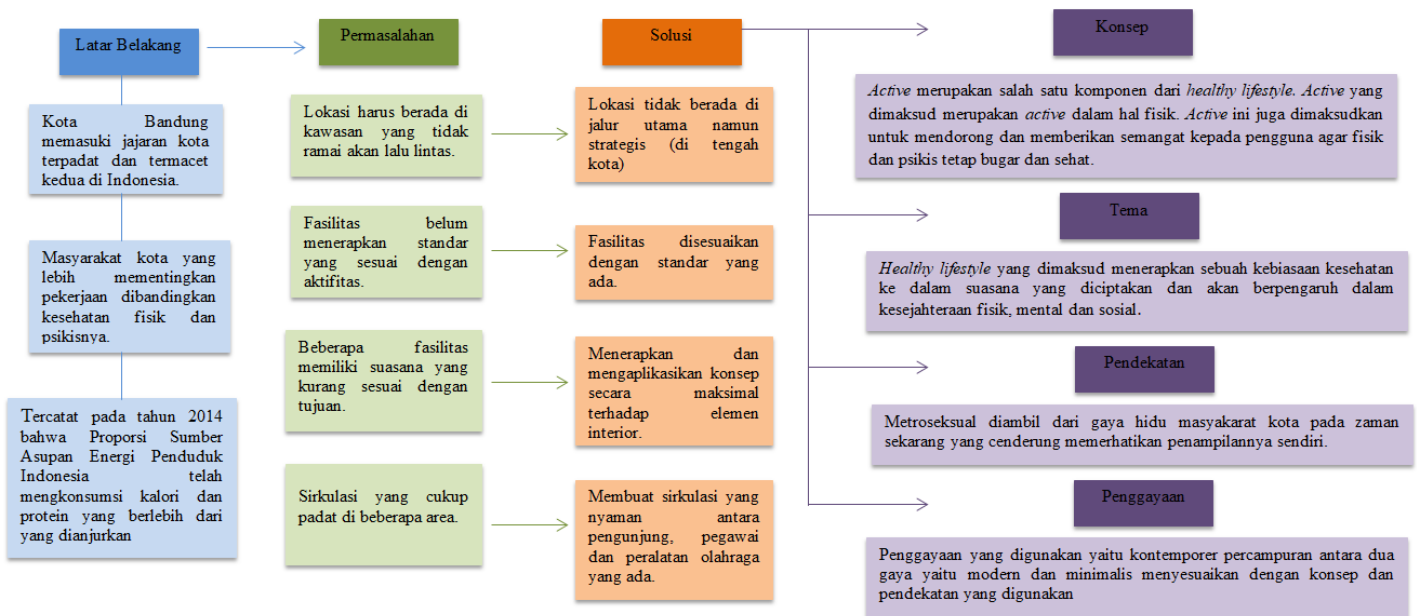 Latar Belakang
Kota Bandung
memasuki jajaran kota
terpadat dan termacet
kedua di Indonesia.
Masyarakat kota yang
lebih mementingkan
pekerjaan dibandingkan
kesehatan fisik dan
psikisnya.
Tercatat pada tahun 2014
bahwa Proporsi Sumber
Asupan Energi Penduduk
Indonesia telah
mengkonsumsi kalori dan
protein yang berlebih dari
yang dianjurkan
Permasalahan
Lokasi harus berada di
kawasan yang tidak
ramai akan lalu lintas.
Fasilitas belum
menerapkan standar
yang sesuai dengan
aktifitas.
Beberapa fasilitas
memiliki suasana yang
kurang sesuai dengan
tujuan.
Sirkulasi yang cukup
padat di beberapa area.
Solusi
Lokasi tidak berada di
jalur utama namun
strategis (di tengah
kota)
Fasilitas disesuaikan
dengan standar yang
ada.
Menerapkan dan
mengaplikasikan konsep
secara maksimal
terhadap elemen
interior.
Membuat sirkulasi yang
nyaman antara
pengunjung, pegawai
dan peralatan olahraga
yang ada.
Konsep
Active merupakan salah satu komponen dari healthy lifestyle. Active yang
dimaksud merupakan active dalam hal fisik. Active ini juga dimaksudkan
untuk mendorong dan memberikan semangat kepada pengguna agar fisik
dan psikis tetap bugar dan sehat.
Tema
Healthy lifestyle yang dimaksud menerapkan sebuah kebiasaan kesehatan
ke dalam suasana yang diciptakan dan akan berpengaruh dalam
kesejahteraan fisik, mental dan sosial.
Pendekatan
Metroseksual diambil dari gaya hidu masyakarat kota pada zaman
sekarang yang cenderung memerhatikan penampilannya sendiri.
Penggayaan
Penggayaan yang digunakan yaitu kontemporer percampuran antara dua
gaya yaitu modern dan minimalis menyesuaikan dengan konsep dan
pendekatan yang digunakan